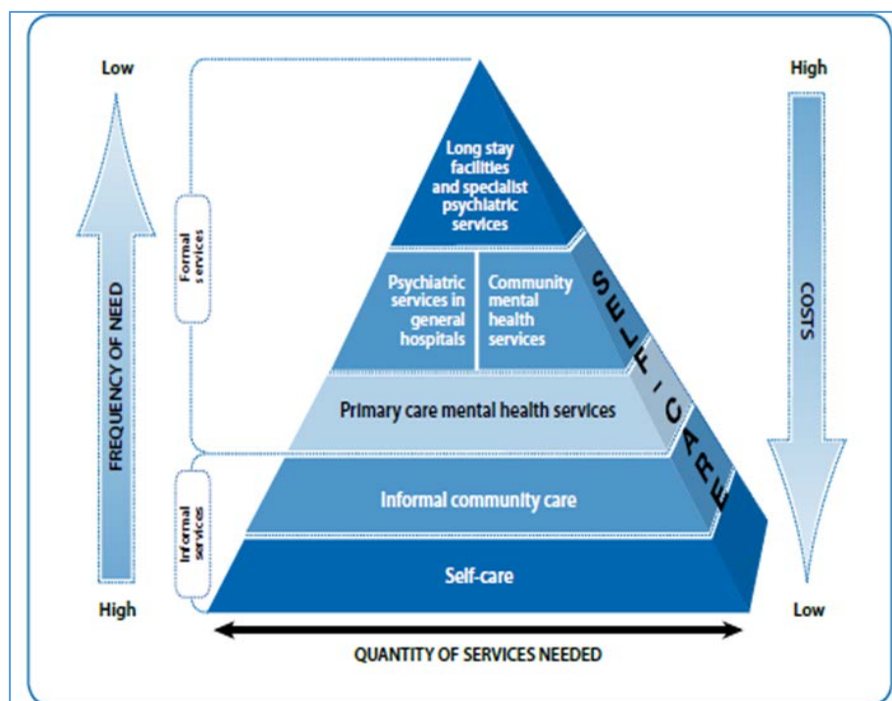 Low
High
Long stay
facilities
and specialist
psychiatric
services
Formal
services
FREQUENCY OF NEED
Psychiatric
services in
general
hospitals
Community
mental
health
services
SELF-CARE
COSTS
Primary care mental health services
Informal community care
Informal
services
Self-care
High
Low
QUANTITY OF SERVICES NEEDED